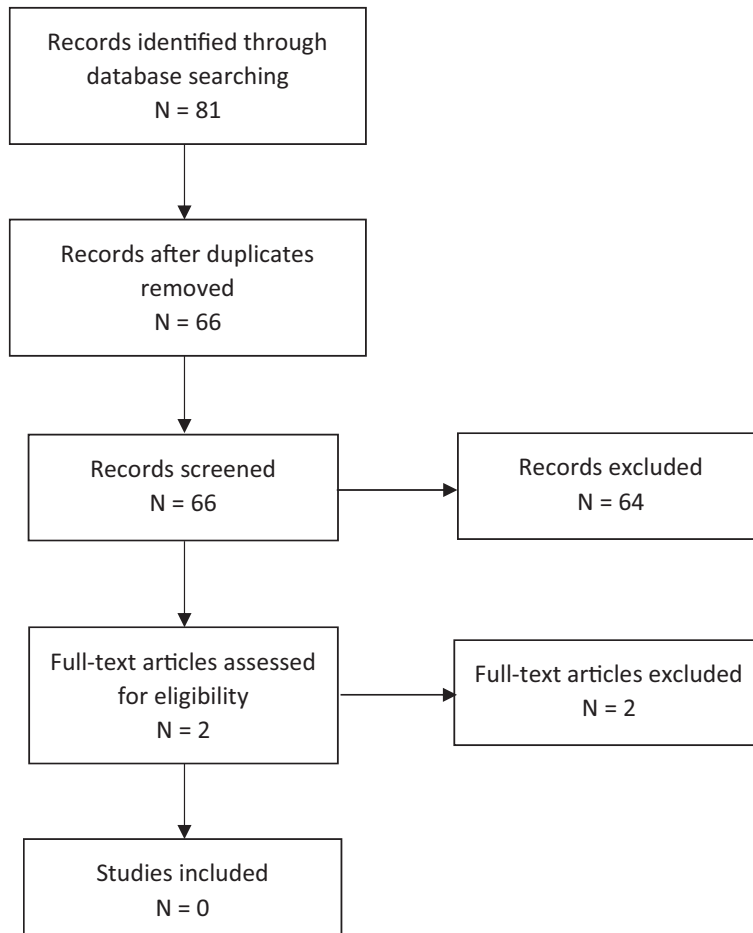 Records identified through
database searching
N = 81
Records after duplicates
removed
N = 66
Records screened
N = 66
Records excluded
N = 64
Full-text articles assessed
for eligibility
N = 2
Full-text articles excluded
N = 2
Studies included
N = 0